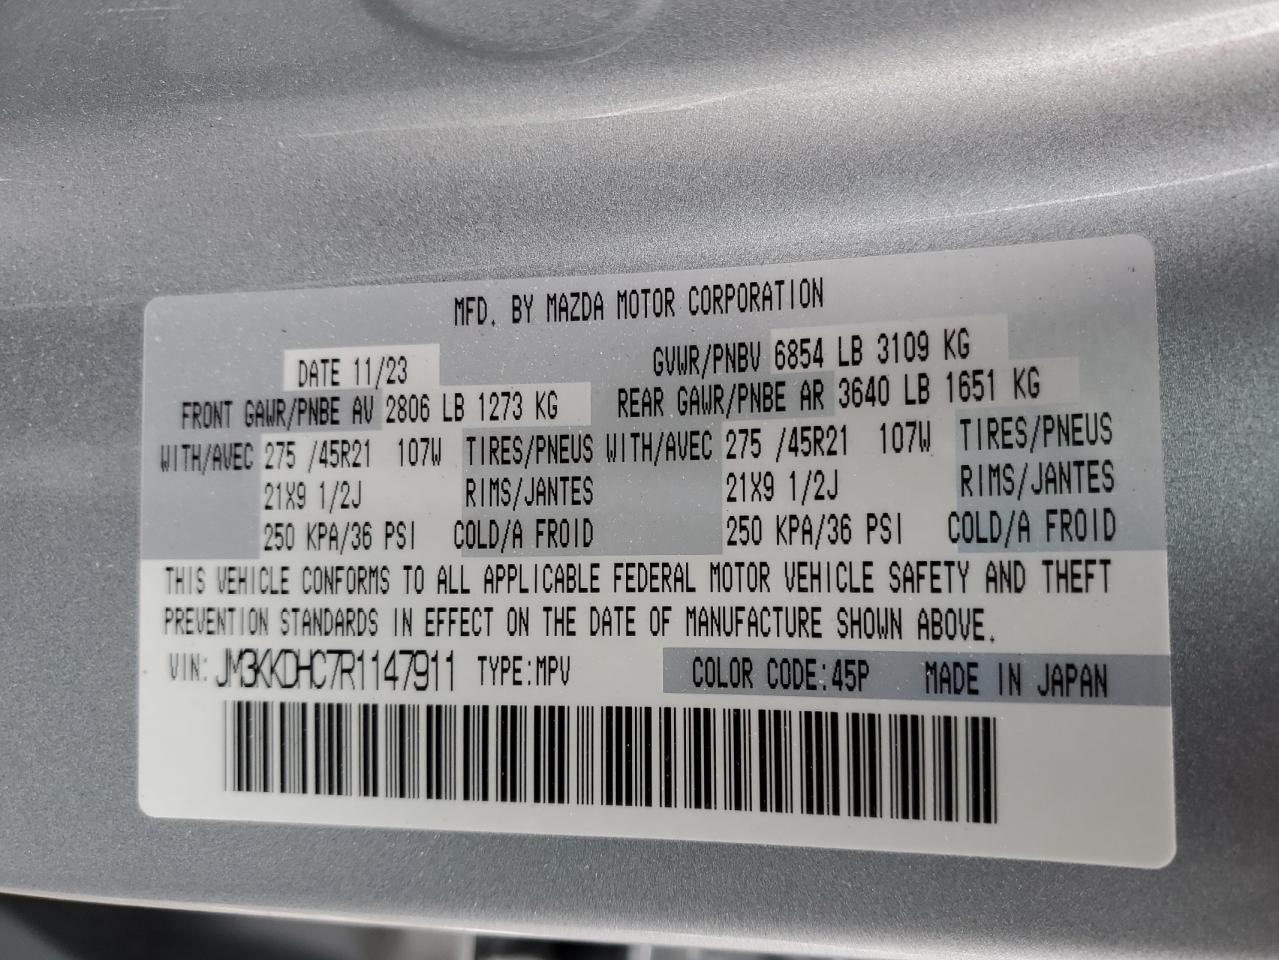 MFD. BY MAZDA MOTOR CORPORATION
DATE 11/23 GVWR/PNBV 6854 LB 3109 KG
FRONT GAWR/PNBE AV 2806 LB 1273 KG REAR GAWR/PNBE AR 3640 LB 1651 KG
WITH/AVEC 275 /45R21 107W TIRES/PNEUS WITH/AVEC 275 /45R21 107W TIRES/PNEUS
21X9 1/2J RIMS/JANTES 21X9 1/2J RIMS/JANTES
250 KPA/36 PSI COLD/A FROID 250 KPA/36 PSI COLD/A FROID
THIS VEHICLE CONFORMS TO ALL APPLICABLE FEDERAL MOTOR VEHICLE SAFETY AND THEFT
PREVENTION STANDARDS IN EFFECT ON THE DATE OF MANUFACTURE SHOWN ABOVE.
VIN: JM3KKDHC7R1147911 TYPE:MPV COLOR CODE:45P MADE IN JAPAN